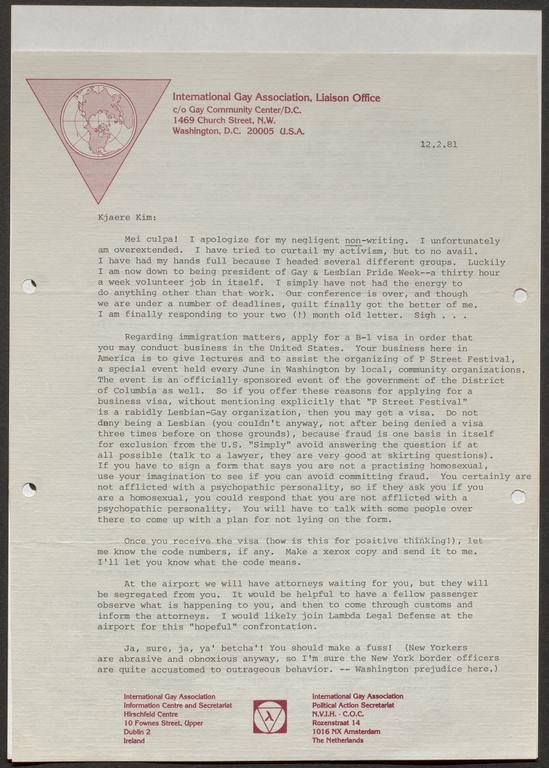 International Gay Association, Liaison Office
c/o Gay Community Center/D.C.
1469 Church Street, N.W.
Washington, D.C. 20005 U.S.A.
12.2.81
Kjaere Kim:
Mei culpa! I apologize for my negligent non-writing. I unfortunately
am overextended. I have tried to curtail my activism, but to no avail.
I have had my hands full because I headed several different groups. Luckily
I am now down to being president of Gay & Lesbian Pride Week--a thirty hour
a week volunteer job in itself. I simply have not had the energy to
do anything other than that work. Our conference is over, and though
we are under a number of deadlines, quilt finally got the better of me.
I am finally responding to your two (!) month old letter. Sigh . . .
Regarding immigration matters, apply for a B-1 visa in order that
you may conduct business in the United States. Your business here in
America is to give lectures and to assist the organizing of P Street Festival,
a special event held every June in Washington by local, community organizations.
The event is an officially sponsored event of the government of the District
of Columbia as well. So if you offer these reasons for applying for a
business visa, without mentioning explicitly that "P Street Festival"
is a rabidly Lesbian-Gay organization, then you may get a visa. Do not
deny being a Lesbian (you couldn't anyway, not after being denied a visa
three times before on those grounds), because fraud is one basis in itself
for exclusion from the U.S. "Simply" avoid answering the question if at
all possible (talk to a lawyer, they are very good at skirting questions).
If you have to sign a form that says you are not a practising homosexual,
use your imagination to see if you can avoid committing fraud. You certainly are
not afflicted with a psychopathic personality, so if they ask you if you
are a homosexual, you could respond that you are not afflicted with a
psychopathic personality. You will have to talk with some people over
there to come up with a plan for not lying on the form.
Once you receive the visa (how is this for positive thinking!), let
me know the code numbers, if any. Make a xerox copy and send it to me.
I'll let you know what the code means.
At the airport we will have attorneys waiting for you, but they will
be segregated from you. It would be helpful to have a fellow passenger
observe what is happening to you, and then to come through customs and
inform the attorneys. I would likely join Lambda Legal Defense at the
airport for this "hopeful" confrontation.
Ja, sure, ja, ya' betcha'! You should make a fuss! (New Yorkers
are abrasive and obnoxious anyway, so I'm sure the New York border officers
are quite accustomed to outrageous behavior. -- Washington prejudice here.)
International Gay Association
Information Centre and Secretariat
Hirschfeld Centre
10 Fownes Street, Upper
Dublin 2
Ireland
λ
International Gay Association
Political Action Secretariat
N.V.I.H. - C.O.C.
Rozenstraat 14
1016 NX Amsterdam
The Netherlands